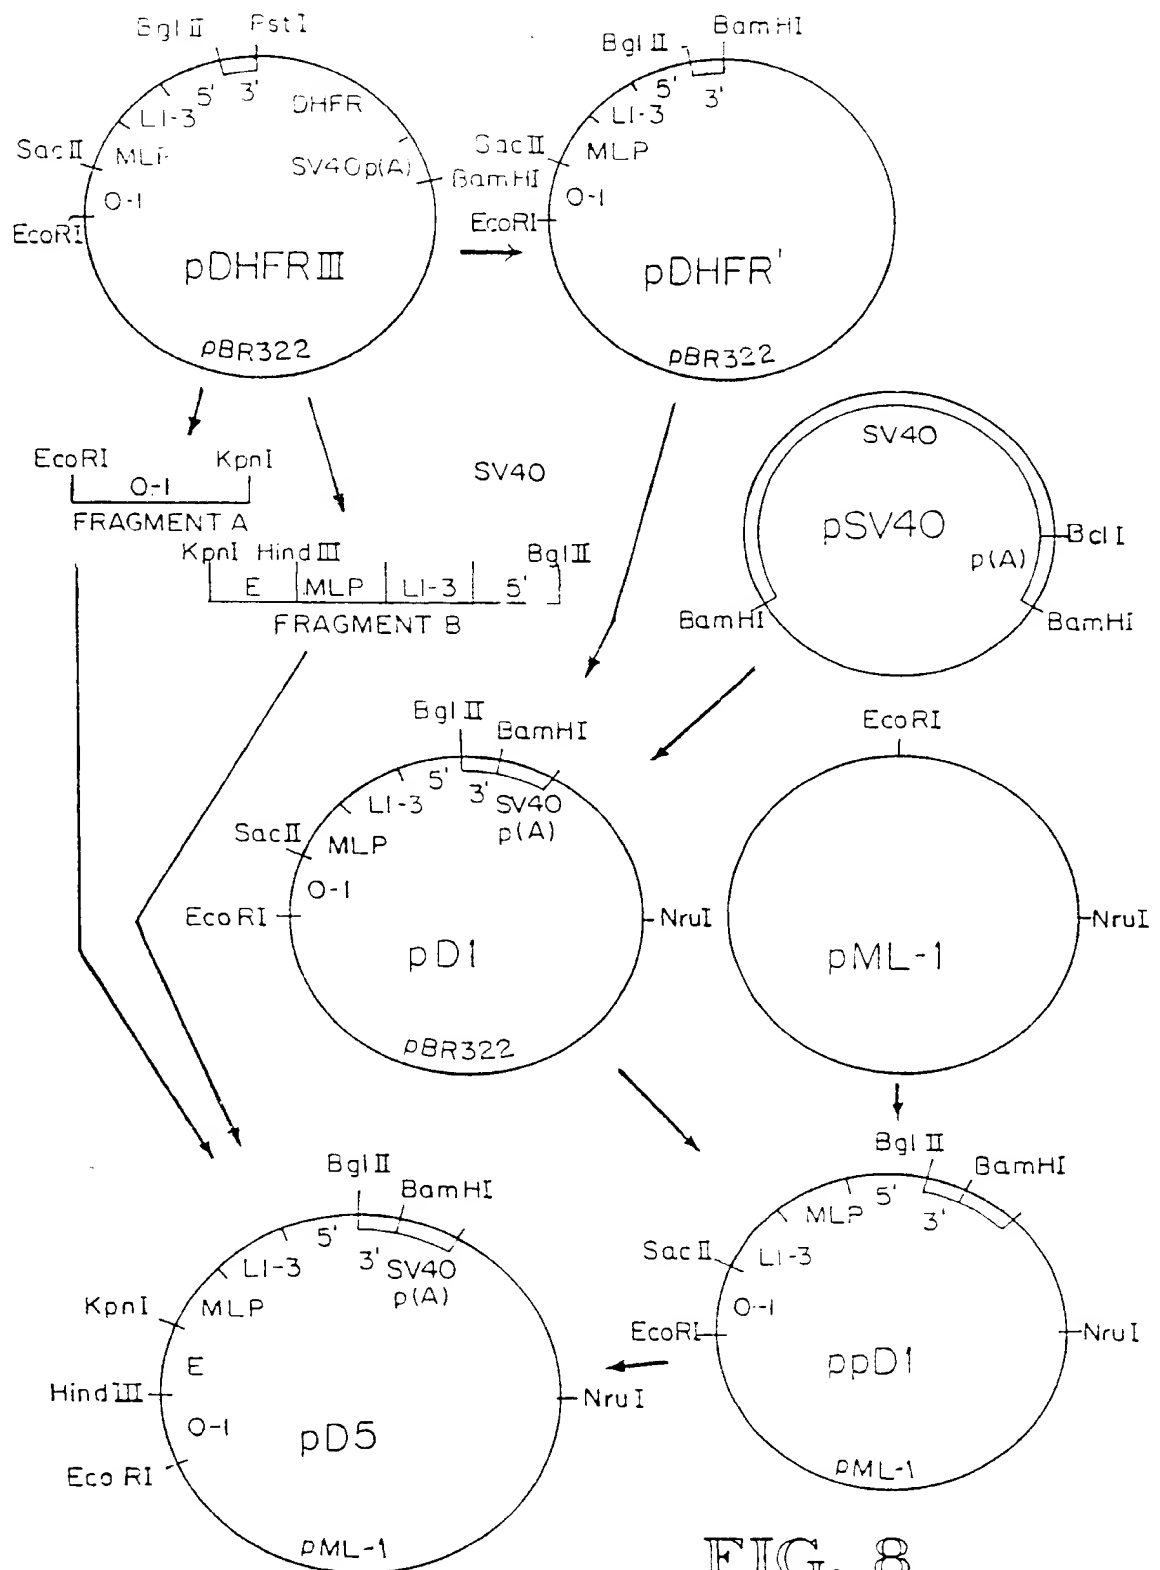 Bgl II PstI
5' 3' DHFR
L1-3
Sac II MLP SV40p(A)
BamHI
O-1
EcoRI
pDHFR III
pBR322
Bgl II BamHI
5' 3'
L1-3
Sac II MLP
O-1
EcoRI
pDHFR'
pBR322
EcoRI KpnI
O-1
FRAGMENT A
SV40
KpnI Hind III Bgl II
E MLP L1-3 5'
FRAGMENT B
SV40
pSV40
BclI
p(A)
BamHI BamHI
Bgl II BamHI
5' 3' SV40
p(A)
L1-3
Sac II MLP
O-1
EcoRI NruI
pD1
pBR322
EcoRI
NruI
pML-1
Bgl II BamHI
5' 3'
MLP
Sac II L1-3
O-1
EcoRI NruI
ppD1
pML-1
Bgl II BamHI
5' 3' SV40
p(A)
L1-3
KpnI MLP
E
Hind III NruI
O-1
Eco RI
pD5
pML-1
FIG. 8